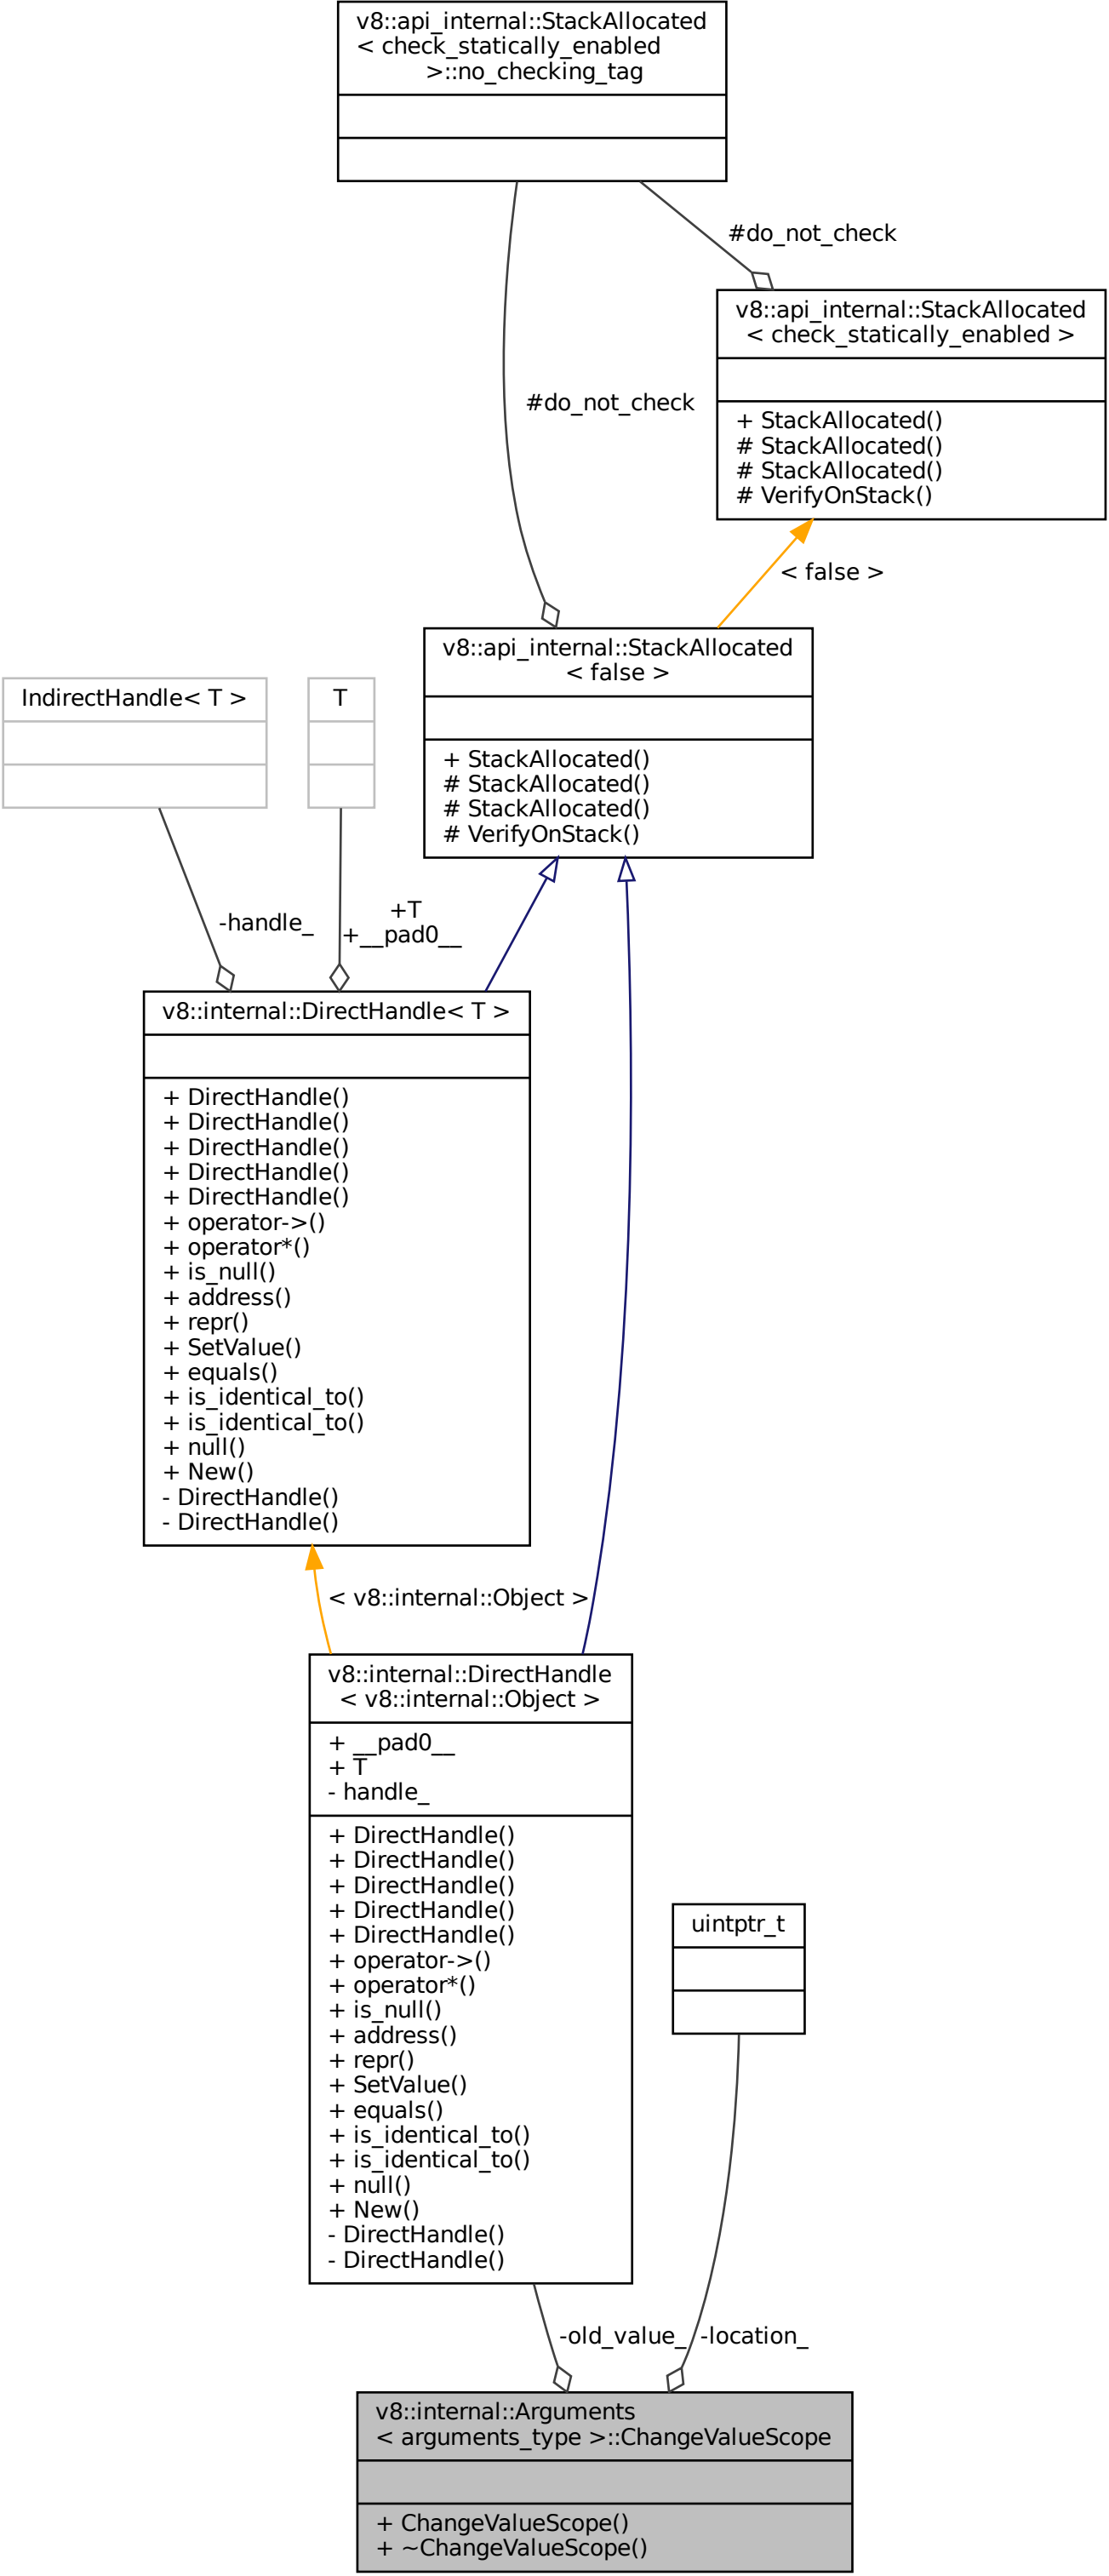 v8::api_internal::StackAllocated
< check_statically_enabled
>::no_checking_tag
#do_not_check
v8::api_internal::StackAllocated
< check_statically_enabled >
+ StackAllocated()
# StackAllocated()
# StackAllocated()
# VerifyOnStack()
#do_not_check
< false >
v8::api_internal::StackAllocated
< false >
+ StackAllocated()
# StackAllocated()
# StackAllocated()
# VerifyOnStack()
IndirectHandle< T >
T
-handle_
+T
+__pad0__
v8::internal::DirectHandle< T >
+ DirectHandle()
+ DirectHandle()
+ DirectHandle()
+ DirectHandle()
+ DirectHandle()
+ operator->()
+ operator*()
+ is_null()
+ address()
+ repr()
+ SetValue()
+ equals()
+ is_identical_to()
+ is_identical_to()
+ null()
+ New()
- DirectHandle()
- DirectHandle()
< v8::internal::Object >
v8::internal::DirectHandle
< v8::internal::Object >
+ __pad0__
+ T
- handle_
+ DirectHandle()
+ DirectHandle()
+ DirectHandle()
+ DirectHandle()
+ DirectHandle()
+ operator->()
+ operator*()
+ is_null()
+ address()
+ repr()
+ SetValue()
+ equals()
+ is_identical_to()
+ is_identical_to()
+ null()
+ New()
- DirectHandle()
- DirectHandle()
uintptr_t
-old_value_
-location_
v8::internal::Arguments
< arguments_type >::ChangeValueScope
+ ChangeValueScope()
+ ~ChangeValueScope()